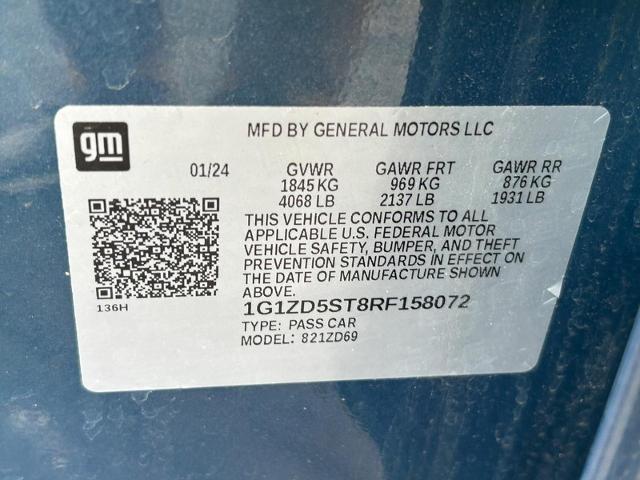 gm
MFD BY GENERAL MOTORS LLC
01/24 GVWR GAWR FRT GAWR RR
1845 KG 969 KG 876 KG
4068 LB 2137 LB 1931 LB
THIS VEHICLE CONFORMS TO ALL
APPLICABLE U.S. FEDERAL MOTOR
VEHICLE SAFETY, BUMPER, AND THEFT
PREVENTION STANDARDS IN EFFECT ON
THE DATE OF MANUFACTURE SHOWN
ABOVE.
136H
1G1ZD5ST8RF158072
TYPE: PASS CAR
MODEL: 821ZD69